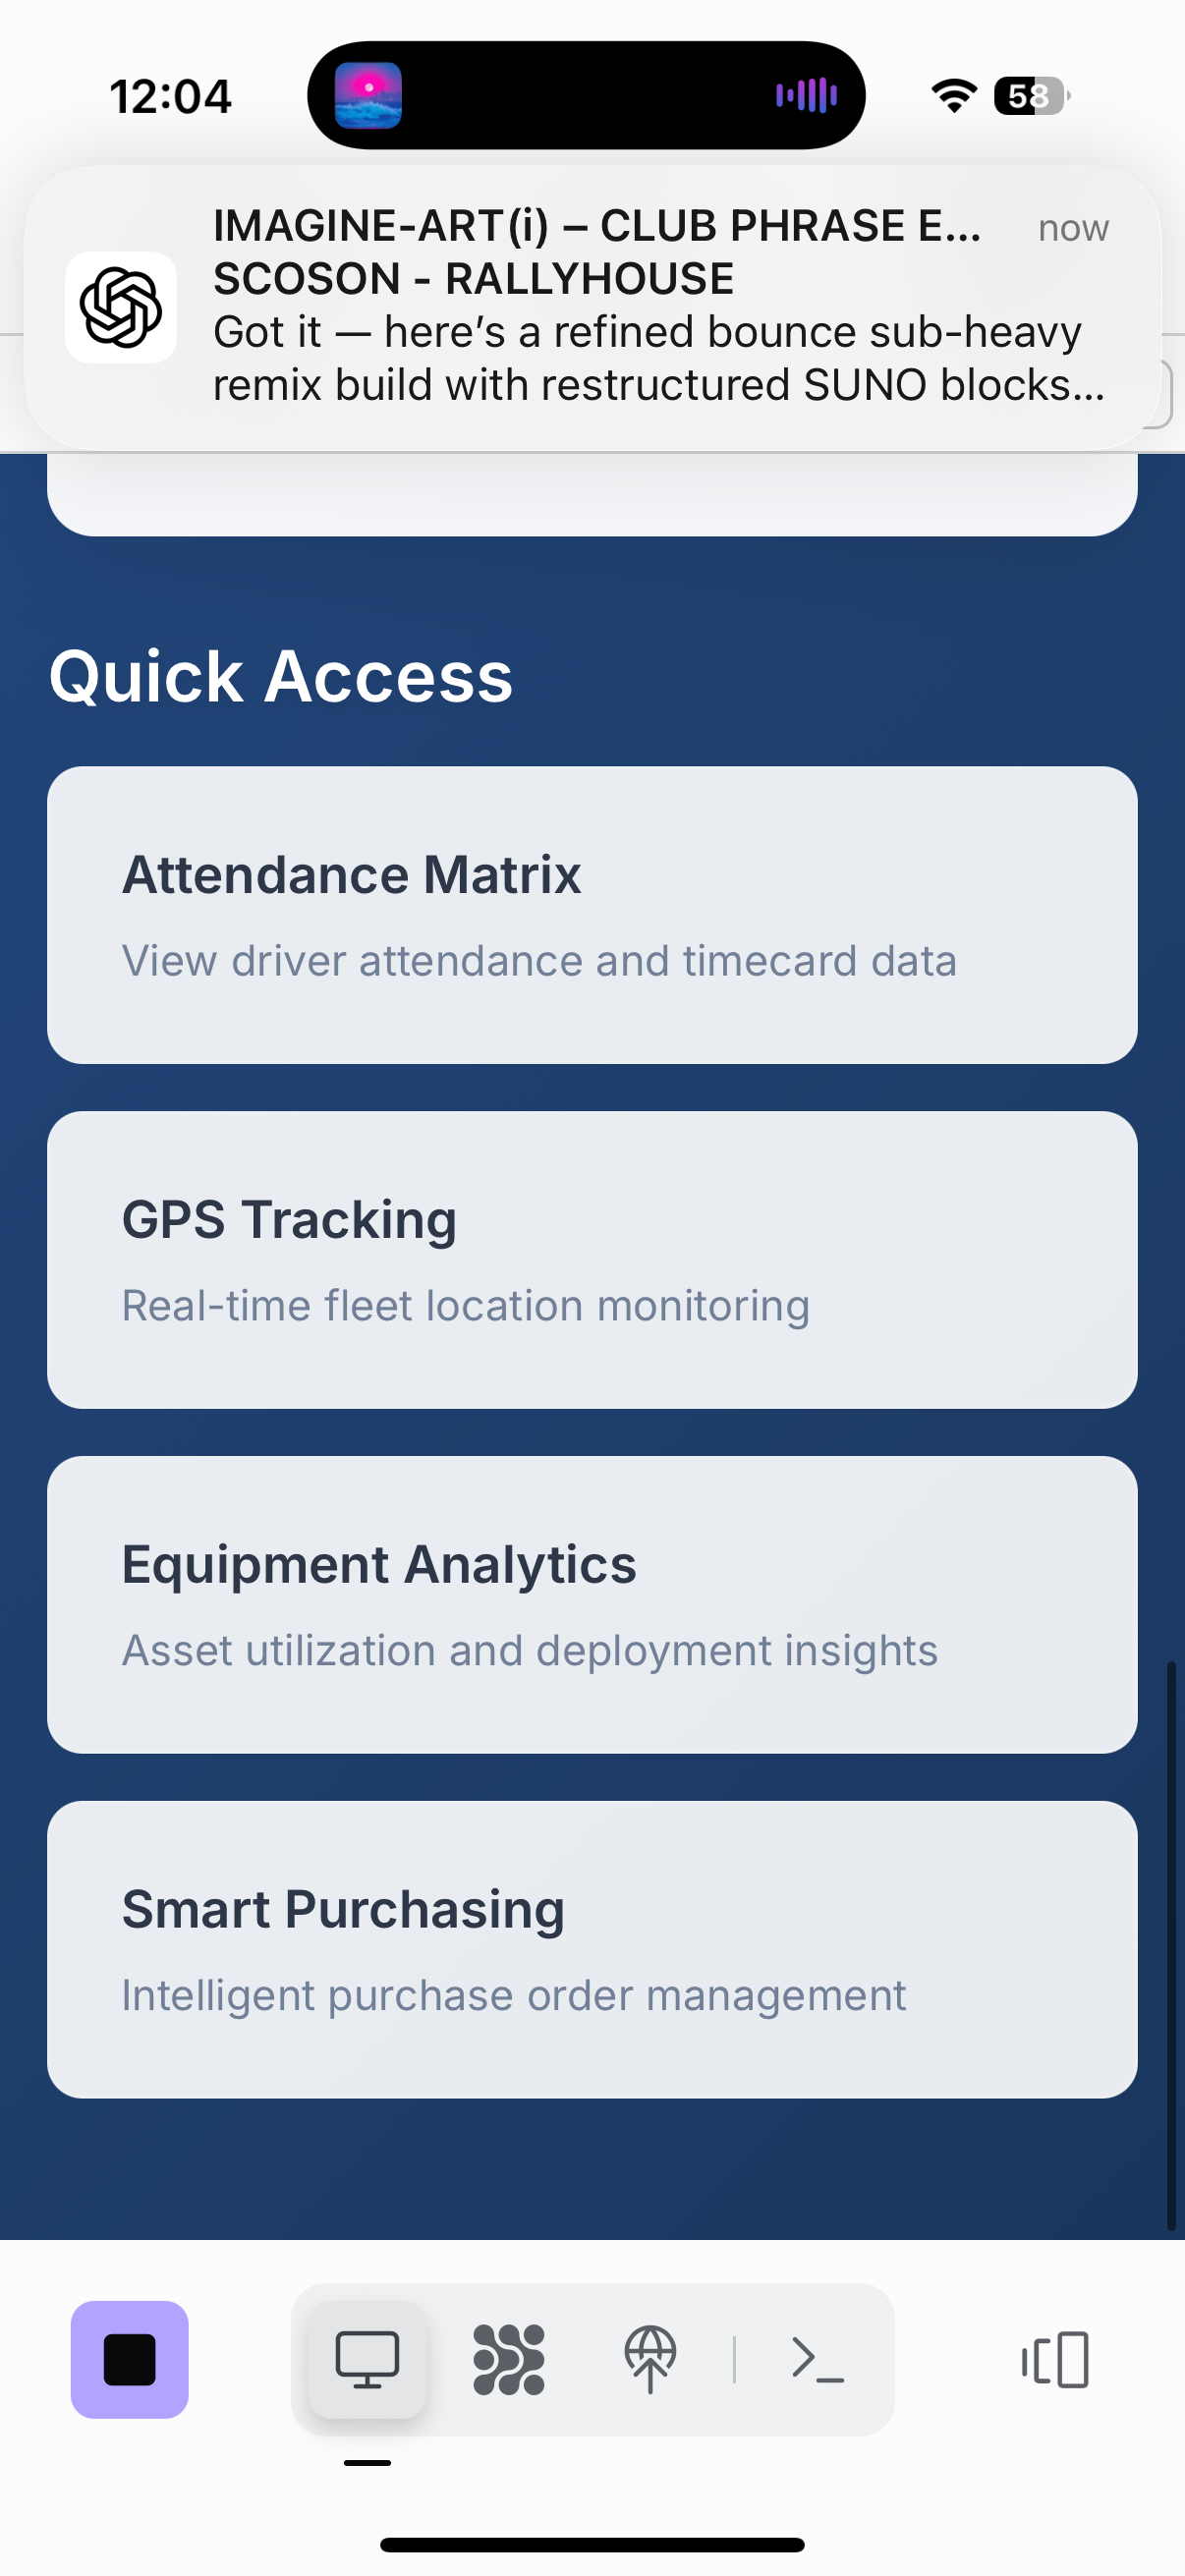 12:04
58
IMAGINE-ART(i) – CLUB PHRASE E...
now
SCOSON - RALLYHOUSE
Got it — here’s a refined bounce sub-heavy
remix build with restructured SUNO blocks...
Quick Access
Attendance Matrix
View driver attendance and timecard data
GPS Tracking
Real-time fleet location monitoring
Equipment Analytics
Asset utilization and deployment insights
Smart Purchasing
Intelligent purchase order management